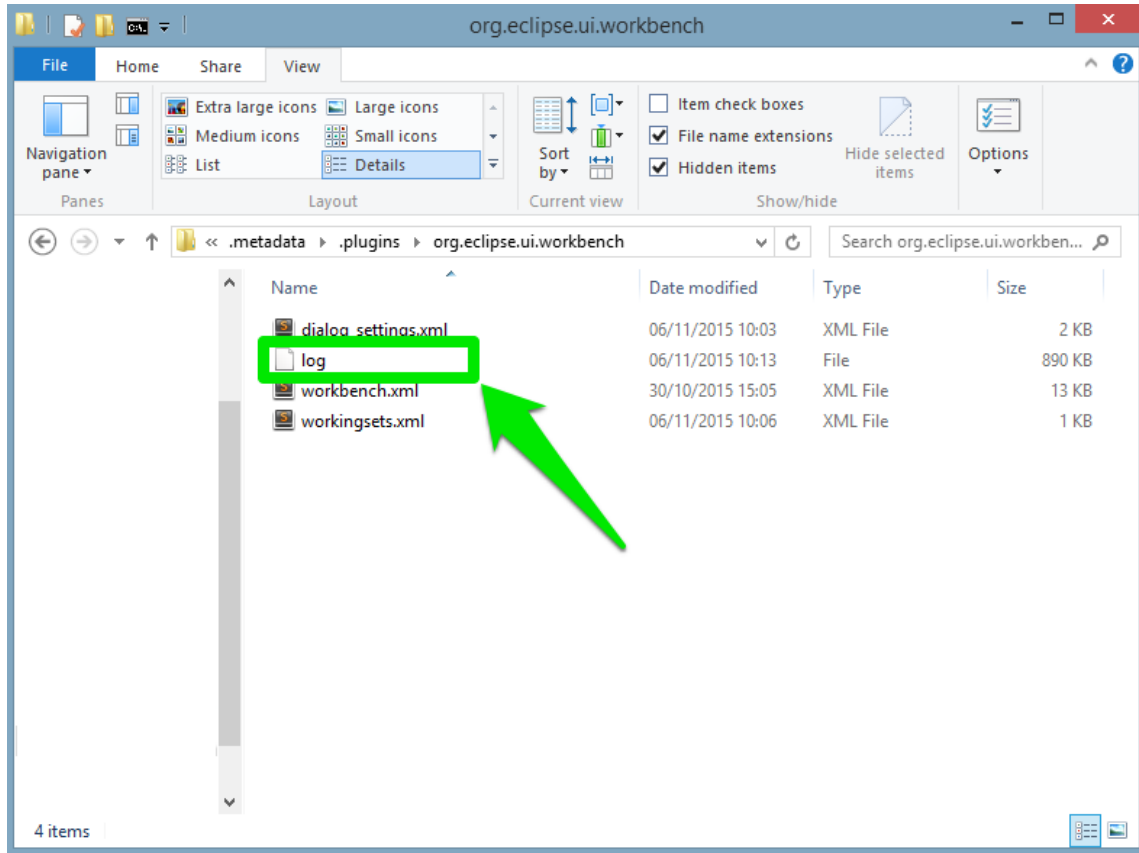 org.eclipse.ui.workbench
File Home Share View
Extra large icons Large icons
Medium icons Small icons
List Details
Navigation pane
Sort by
Item check boxes
File name extensions
Hidden items
Hide selected items
Options
Panes Layout Current view Show/hide
« .metadata .plugins org.eclipse.ui.workbench Search org.eclipse.ui.workben...
Name Date modified Type Size
dialog_settings.xml 06/11/2015 10:03 XML File 2 KB
log 06/11/2015 10:13 File 890 KB
workbench.xml 30/10/2015 15:05 XML File 13 KB
workingsets.xml 06/11/2015 10:06 XML File 1 KB
4 items